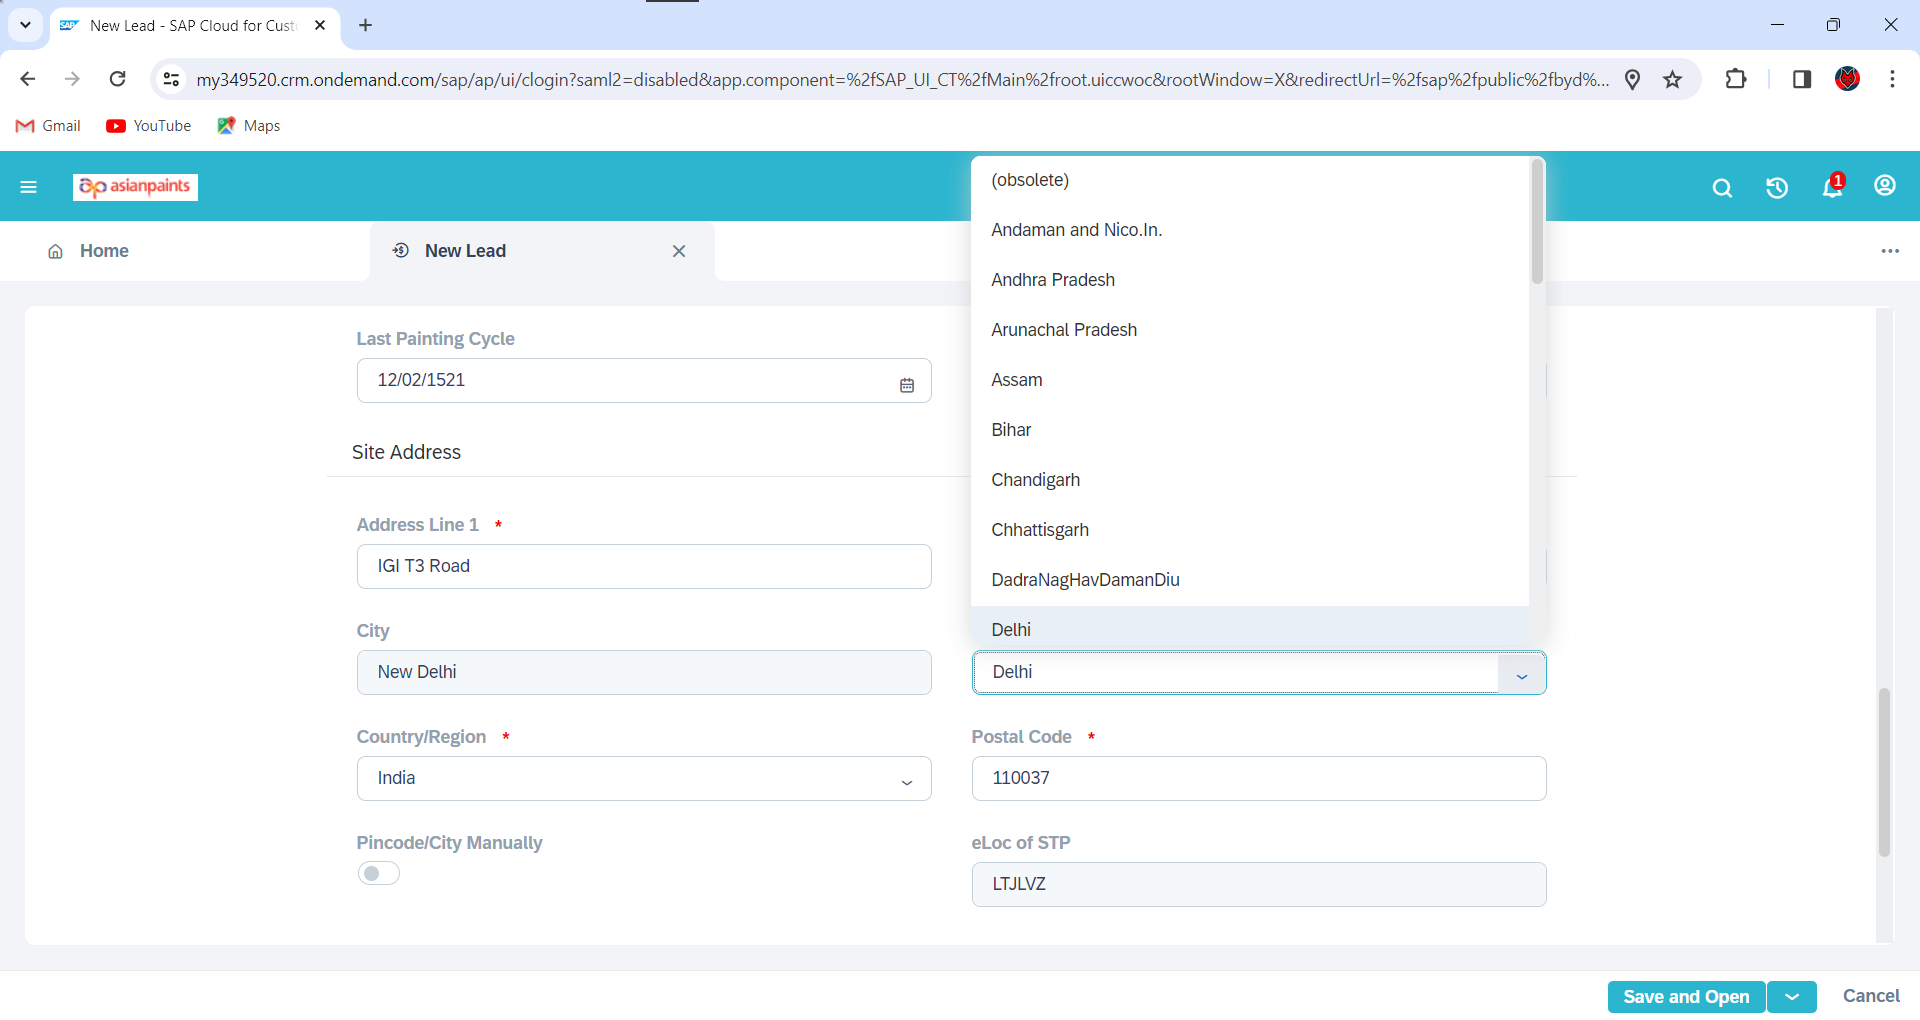 New Lead - SAP Cloud for Cust
my349520.crm.ondemand.com/sap/ap/ui/clogin?saml2=disabled&app.component=%2fSAP_UI_CT%2fMain%2froot.uiccwoc&rootWindow=X&redirectUrl=%2fsap%2fpublic%2fbyd%...
Gmail YouTube Maps
ap asianpaints
1
Home
New Lead
(obsolete)
Andaman and Nico.In.
Andhra Pradesh
Arunachal Pradesh
Assam
Bihar
Chandigarh
Chhattisgarh
DadraNagHavDamanDiu
Delhi
Last Painting Cycle
12/02/1521
Site Address
Address Line 1 *
IGI T3 Road
City
New Delhi
Delhi
Country/Region *
India
Postal Code *
110037
Pincode/City Manually
eLoc of STP
LTJLVZ
Save and Open
Cancel